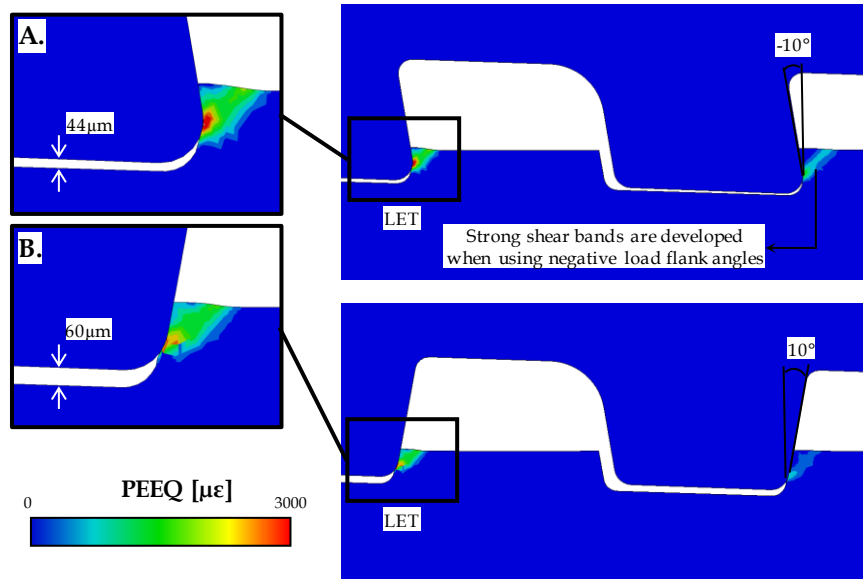 A.
44μm
-10°
LET
Strong shear bands are developed
when using negative load flank angles
B.
60μm
10°
LET
PEEQ [με]
0
3000